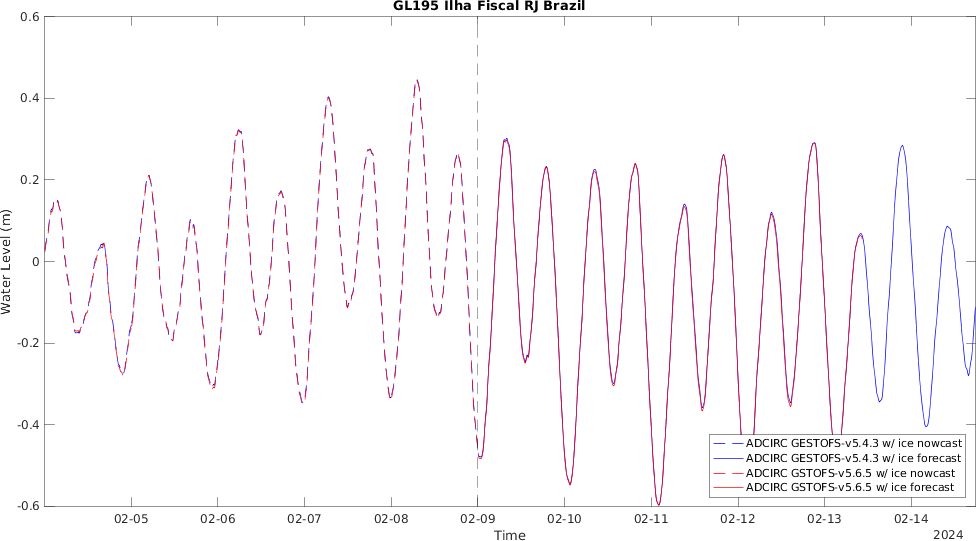 GL195 Ilha Fiscal RJ Brazil
0.6
0.4
0.2
0
-0.2
-0.4
-0.6
Water Level (m)
02-05 02-06 02-07 02-08 02-09 02-10 02-11 02-12 02-13 02-14
Time
2024
ADCIRC GESTOFS-v5.4.3 w/ ice nowcast
ADCIRC GESTOFS-v5.4.3 w/ ice forecast
ADCIRC GSTOFS-v5.6.5 w/ ice nowcast
ADCIRC GSTOFS-v5.6.5 w/ ice forecast